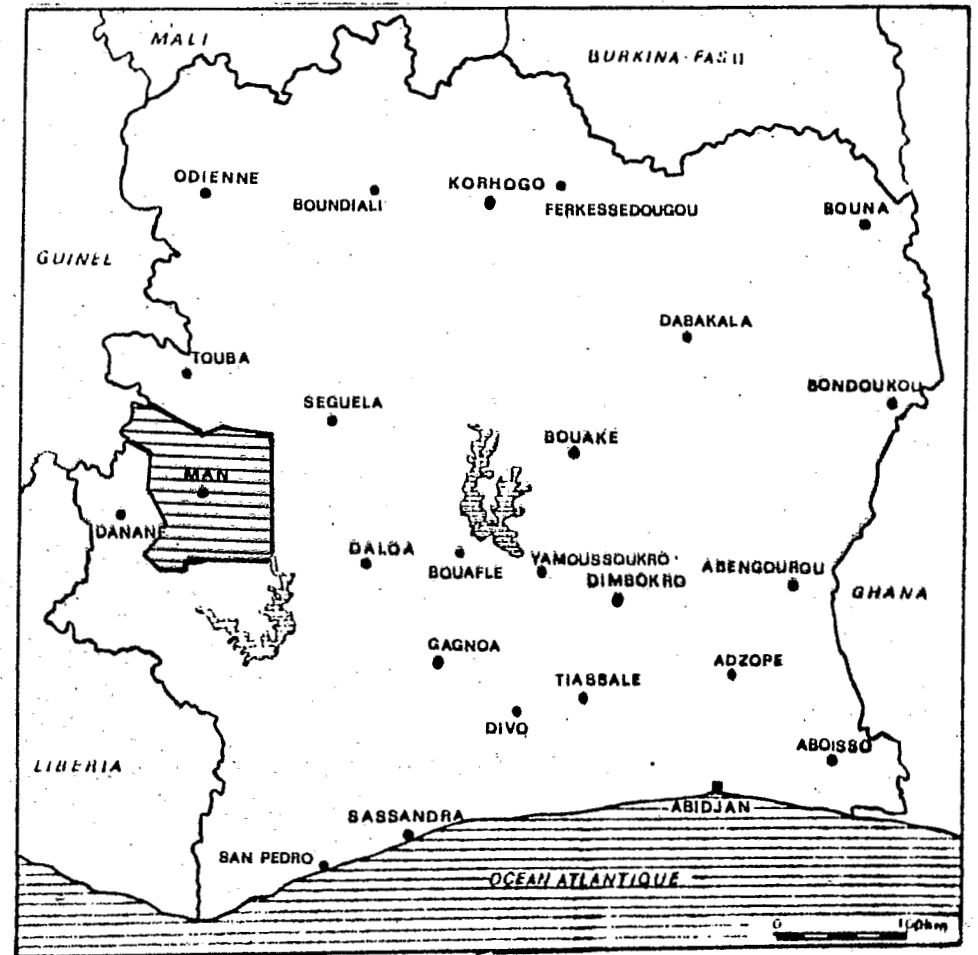 MALI
BURKINA-FASO
ODIENNE
BOUNDIALI
KORHOGO
FERKESSEDOUGOU
BOUNA
GUINEE
DABAKALA
TOUBA
BONDOUKOU
SEGUELA
BOUAKE
MAN
DANANE
DALOA
BOUAFLE
YAMOUSSOUKRO
DIMBOKRO
ABENGOUROU
GHANA
GAGNOA
ADZOPE
TIASSALE
DIVO
ABOISSO
LIBERIA
ABIDJAN
SASSANDRA
SAN PEDRO
OCEAN ATLANTIQUE
0 100km